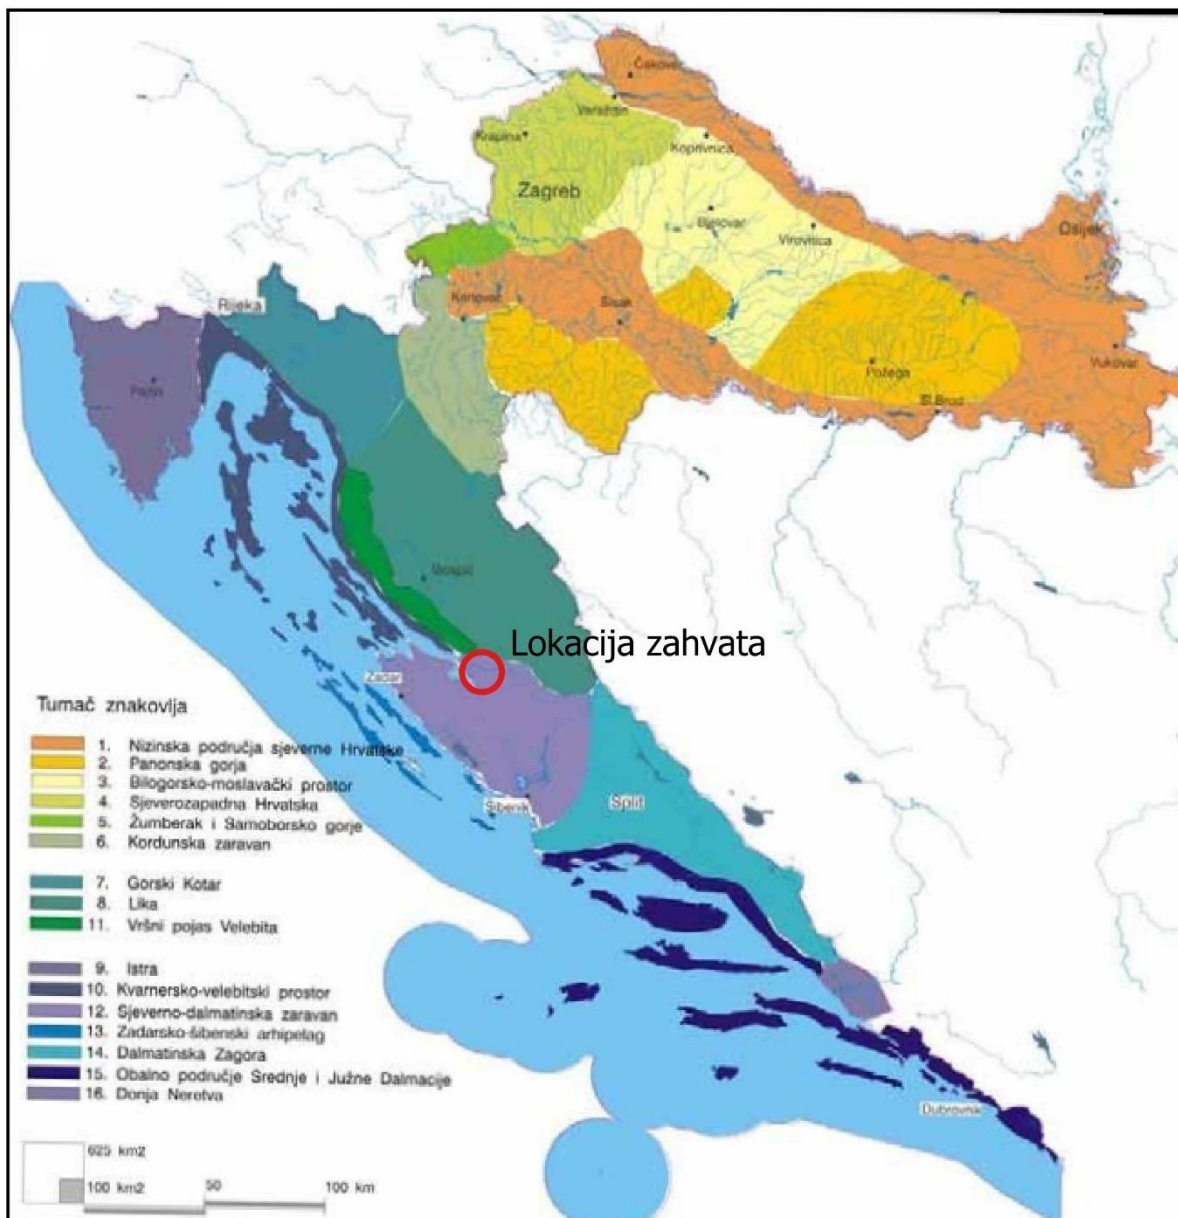 Čakovec
Varaždin
Krapina
Koprivnica
Zagreb
Bjelovar
Virovitica
Osijek
Rijeka
Karlovac
Sisak
Vukovar
Požega
Sl.Brod
Pazin
Gospić
Lokacija zahvata
Zadar
Šibenik
Split
Dubrovnik
Tumač znakovlja
1. Nizinska područja sjeverne Hrvatske
2. Panonska gorja
3. Bilogorsko-moslavački prostor
4. Sjeverozapadna Hrvatska
5. Žumberak i Samoborsko gorje
6. Kordunska zaravan
7. Gorski Kotar
8. Lika
11. Vršni pojas Velebita
9. Istra
10. Kvarnersko-velebitski prostor
12. Sjeverno-dalmatinska zaravan
13. Zadarsko-šibenski arhipelag
14. Dalmatinska Zagora
15. Obalno područje Srednje i Južne Dalmacije
16. Donja Neretva
625 km2
100 km2 50 100 km